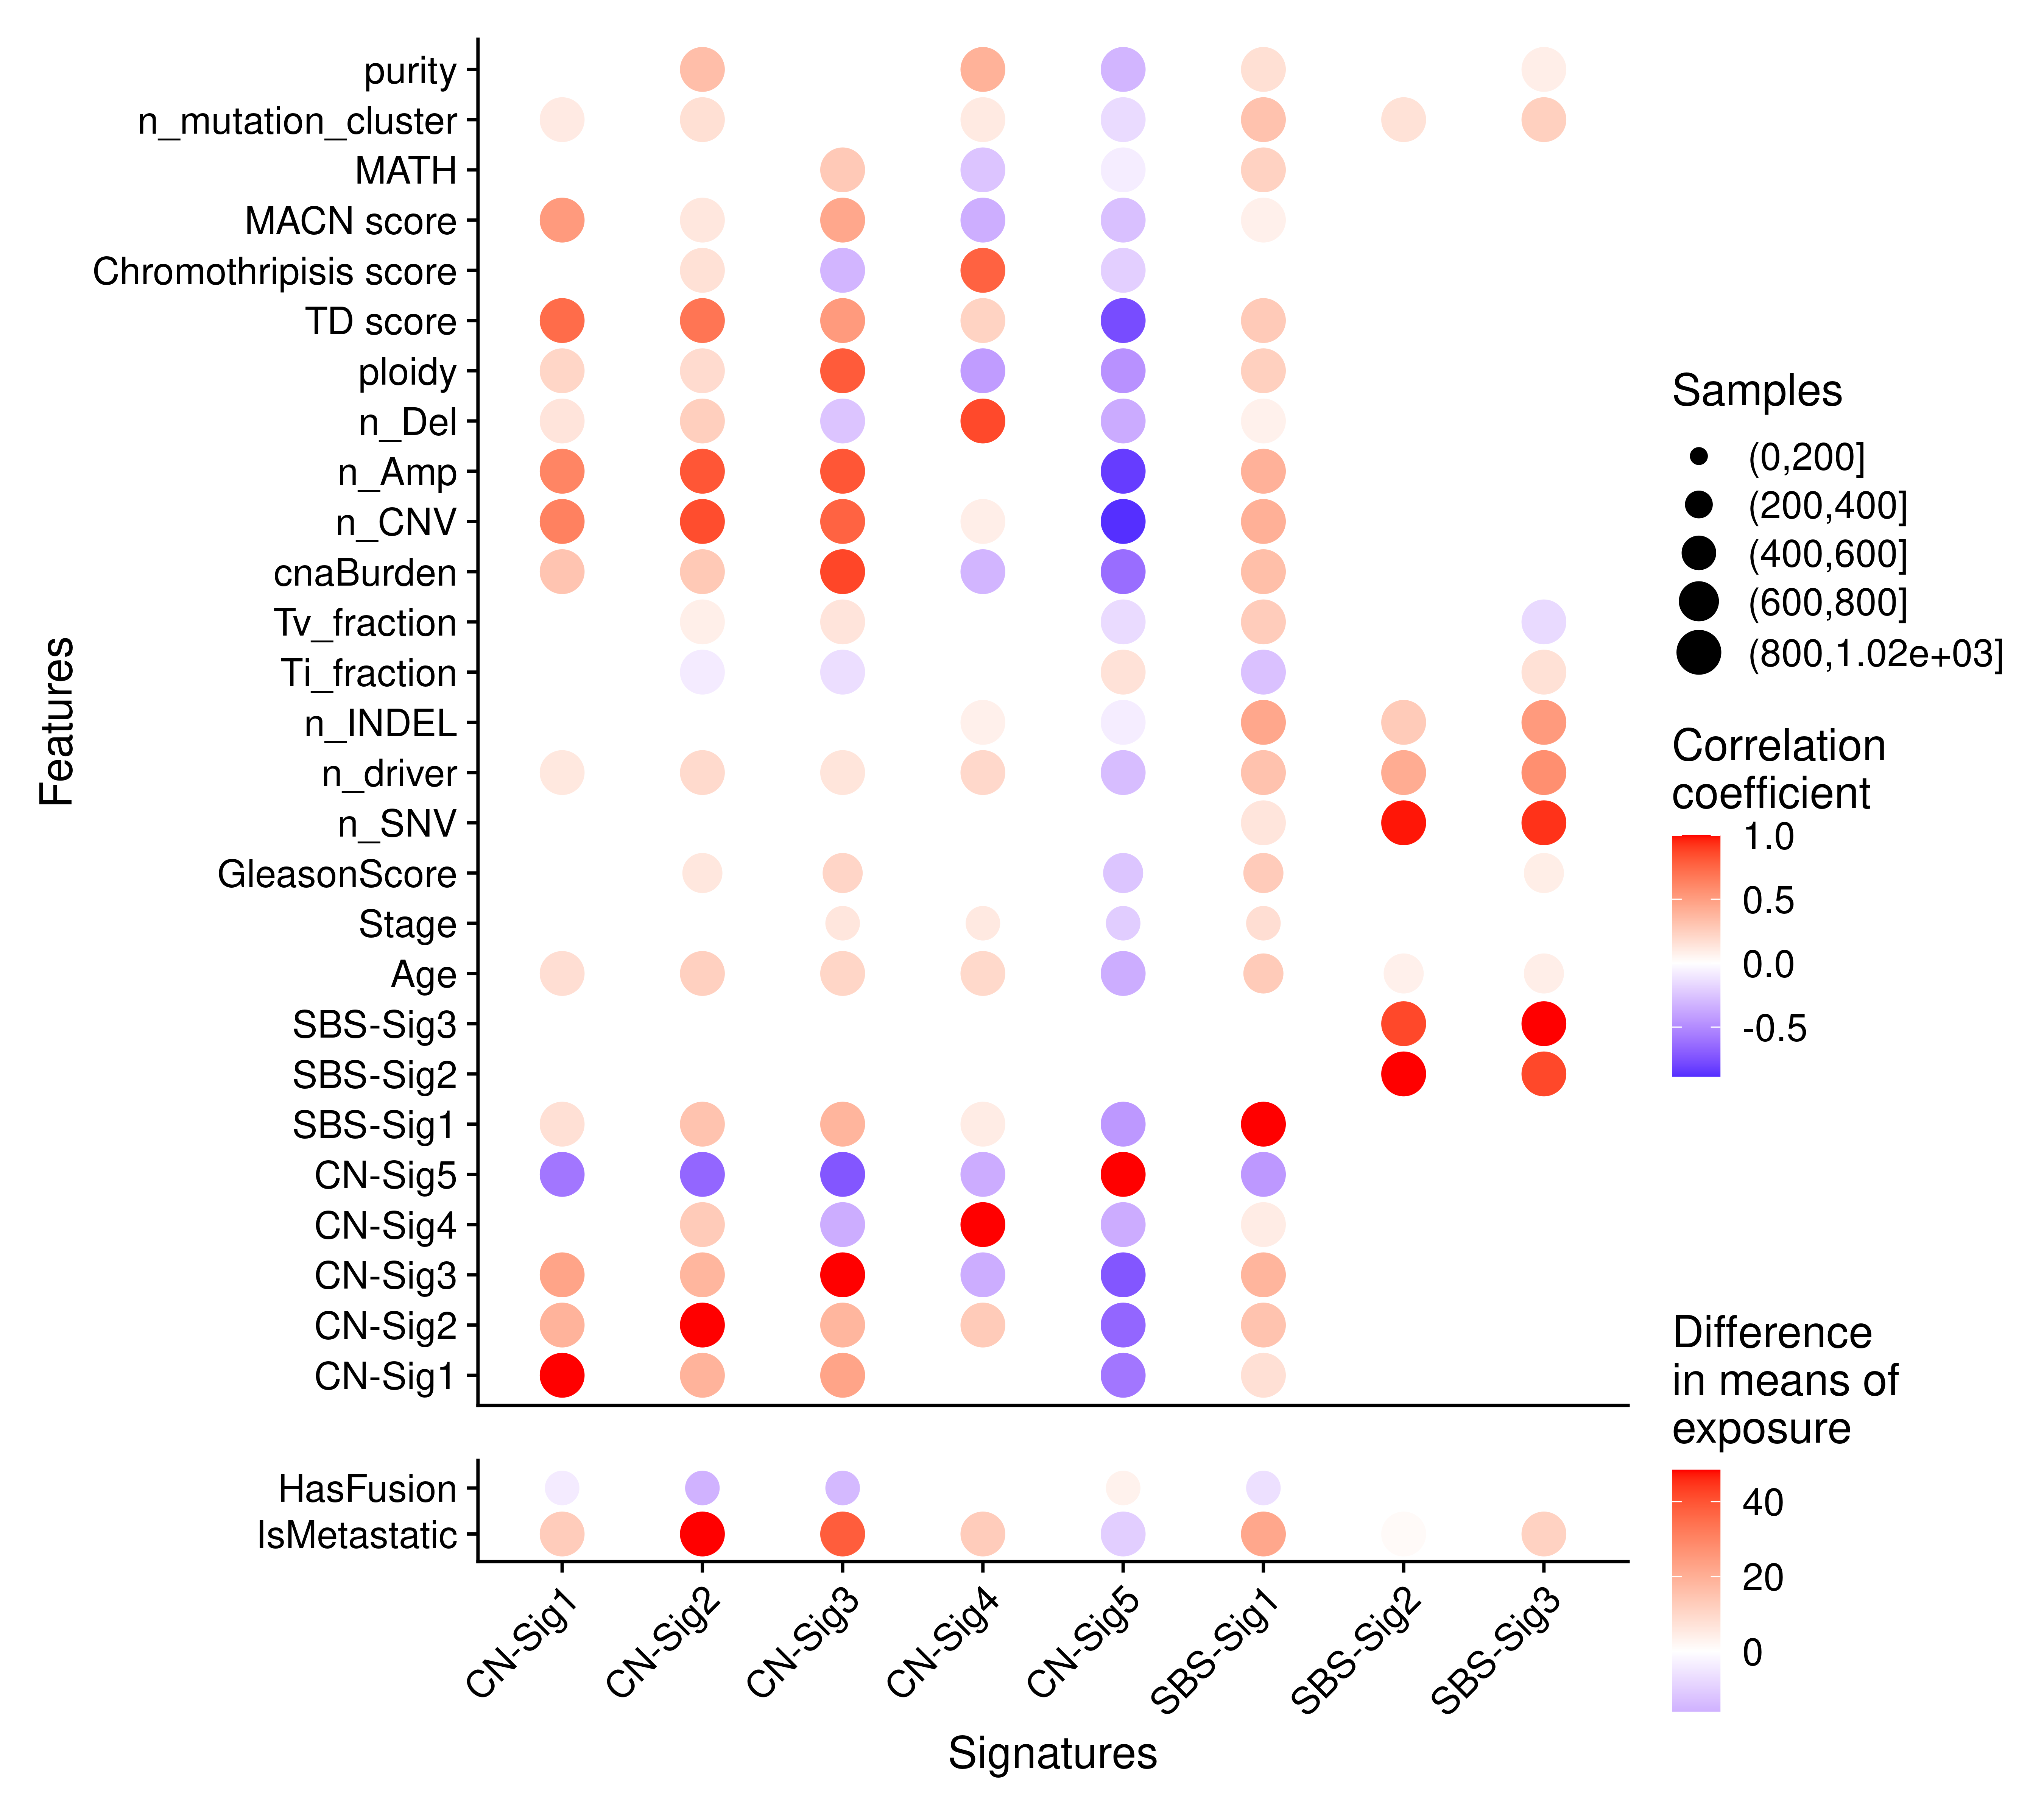 purity
n_mutation_cluster
MATH
MACN score
Chromothripisis score
TD score
ploidy
n_Del
n_Amp
n_CNV
cnaBurden
Tv_fraction
Ti_fraction
n_INDEL
n_driver
n_SNV
GleasonScore
Stage
Age
SBS-Sig3
SBS-Sig2
SBS-Sig1
CN-Sig5
CN-Sig4
CN-Sig3
CN-Sig2
CN-Sig1
Features
HasFusion
IsMetastatic
CN-Sig1
CN-Sig2
CN-Sig3
CN-Sig4
CN-Sig5
SBS-Sig1
SBS-Sig2
SBS-Sig3
Signatures
Samples
(0,200]
(200,400]
(400,600]
(600,800]
(800,1.02e+03]
Correlation
coefficient
1.0
0.5
0.0
-0.5
Difference
in means of
exposure
40
20
0